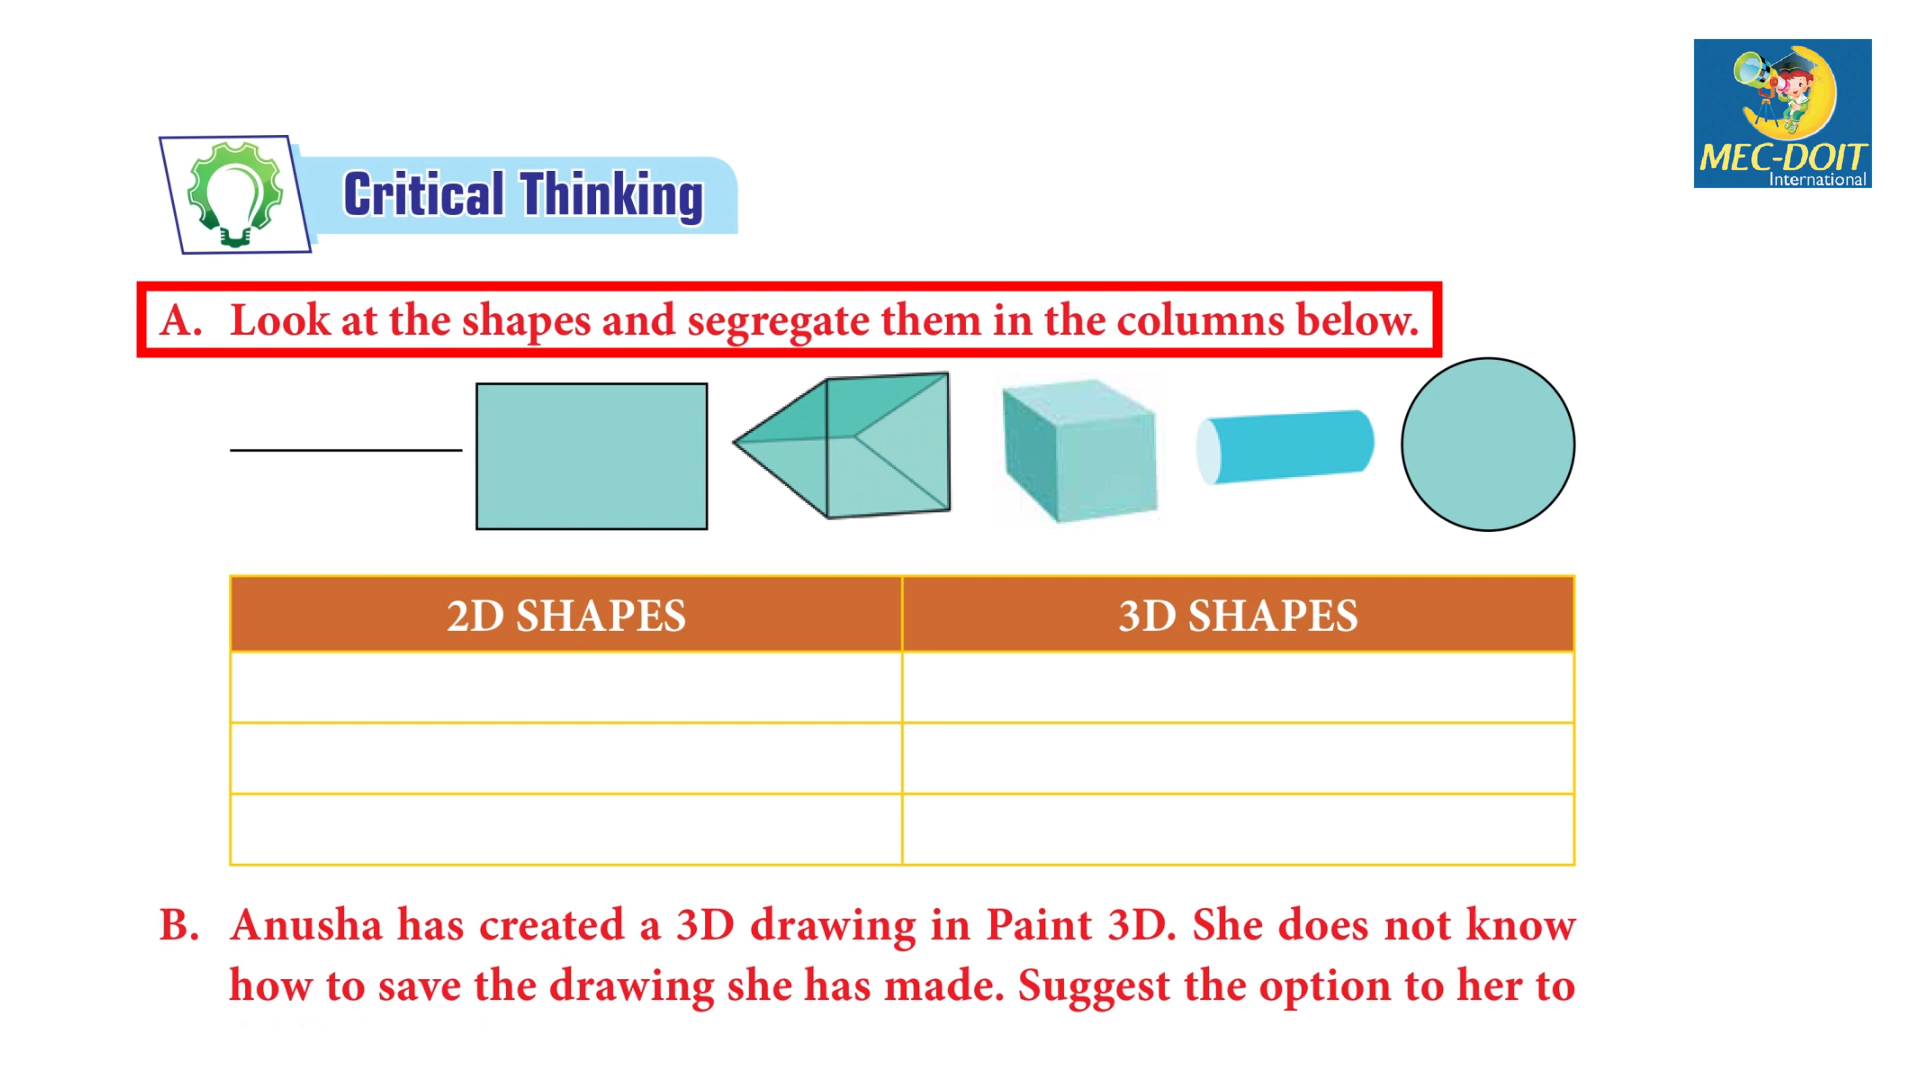 MEC-DOIT
International
Critical Thinking
A. Look at the shapes and segregate them in the columns below.
2D SHAPES
3D SHAPES
B. Anusha has created a 3D drawing in Paint 3D. She does not know
how to save the drawing she has made. Suggest the option to her to